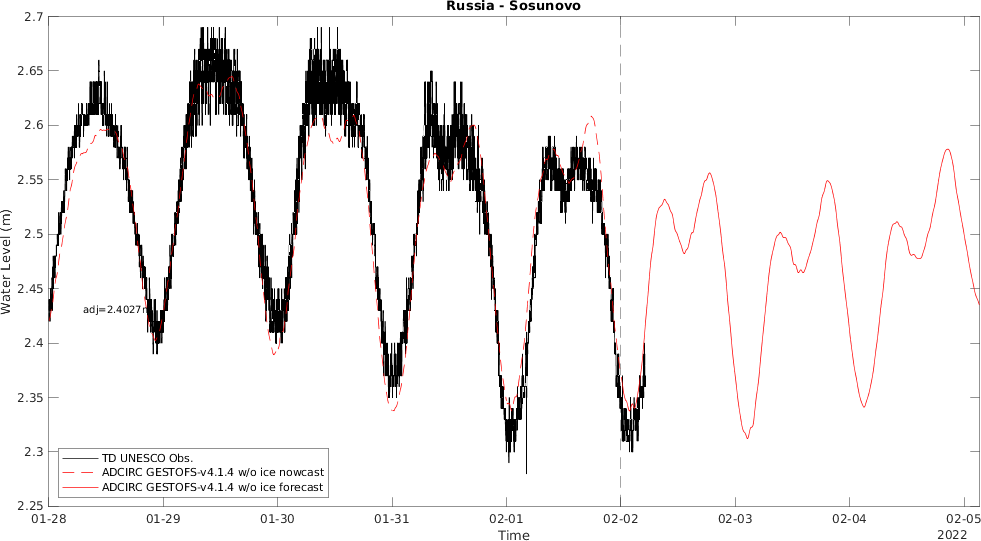 Russia - Sosunovo
2.7
2.65
2.6
2.55
2.5
2.45
2.4
2.35
2.3
2.25
Water Level (m)
adj=2.4027m
TD UNESCO Obs.
ADCIRC GESTOFS-v4.1.4 w/o ice nowcast
ADCIRC GESTOFS-v4.1.4 w/o ice forecast
01-28 01-29 01-30 01-31 02-01 02-02 02-03 02-04 02-05
Time
2022